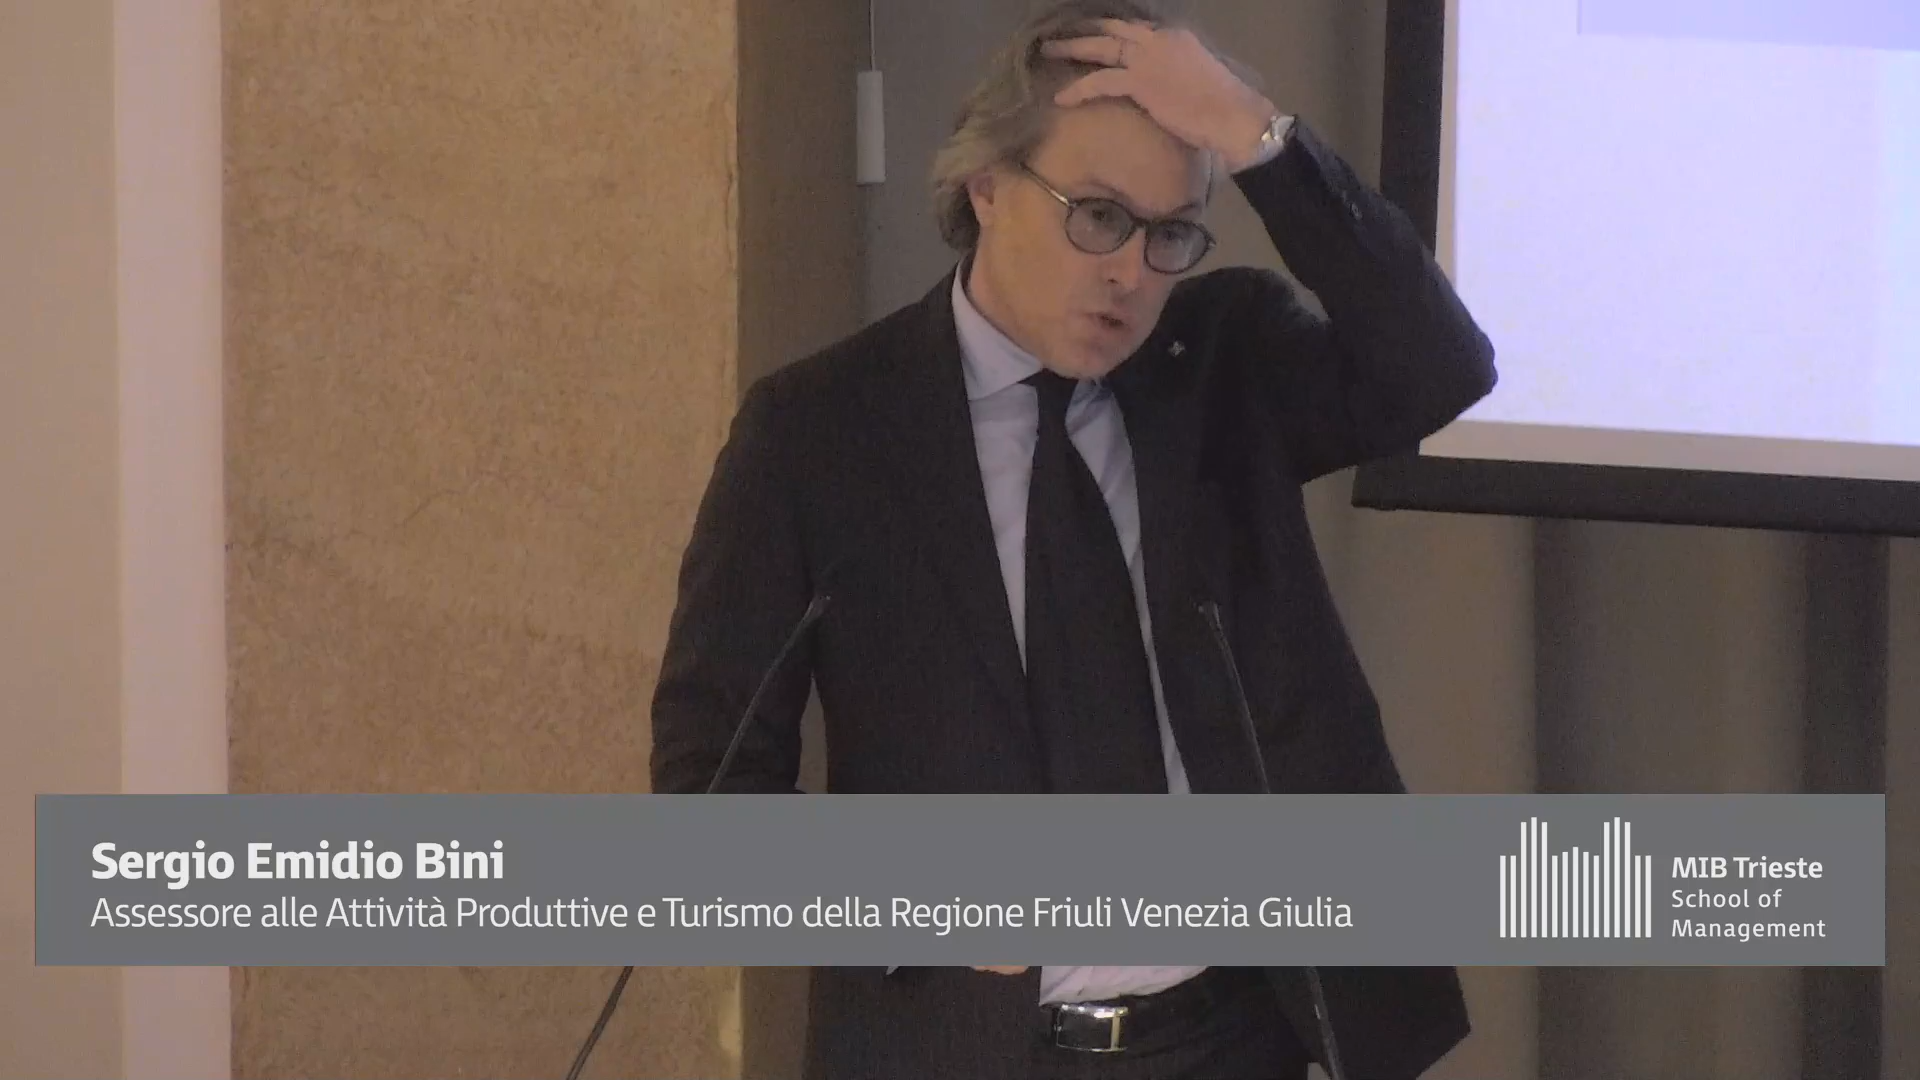 Sergio Emidio Bini
Assessore alle Attività Produttive e Turismo della Regione Friuli Venezia Giulia
MIB Trieste
School of
Management